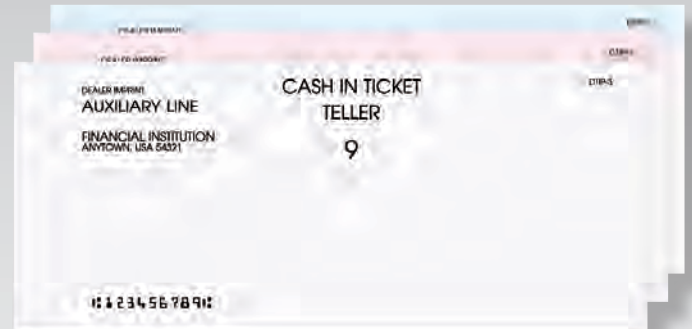 DEALER IMPRINT
AUXILIARY LINE
FINANCIAL INSTITUTION
ANYTOWN, USA 54321
CASH IN TICKET
TELLER
9
⑆123456789⑆